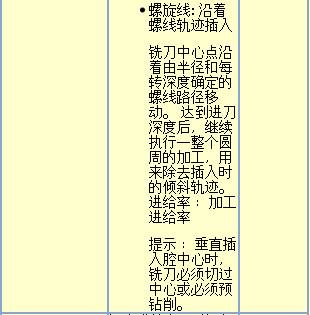 • 螺旋线: 沿着
螺线轨迹插入
铣刀中心点沿
着由半径和每
转深度确定的
螺线路径移
动。 达到进刀
深度后，继续
执行一整个圆
周的加工，用
来除去插入时
的倾斜轨迹。
进给率 ： 加工
进给率
提示 ： 垂直插
入腔中心时，
铣刀必须切过
中心或必须预
钻削。